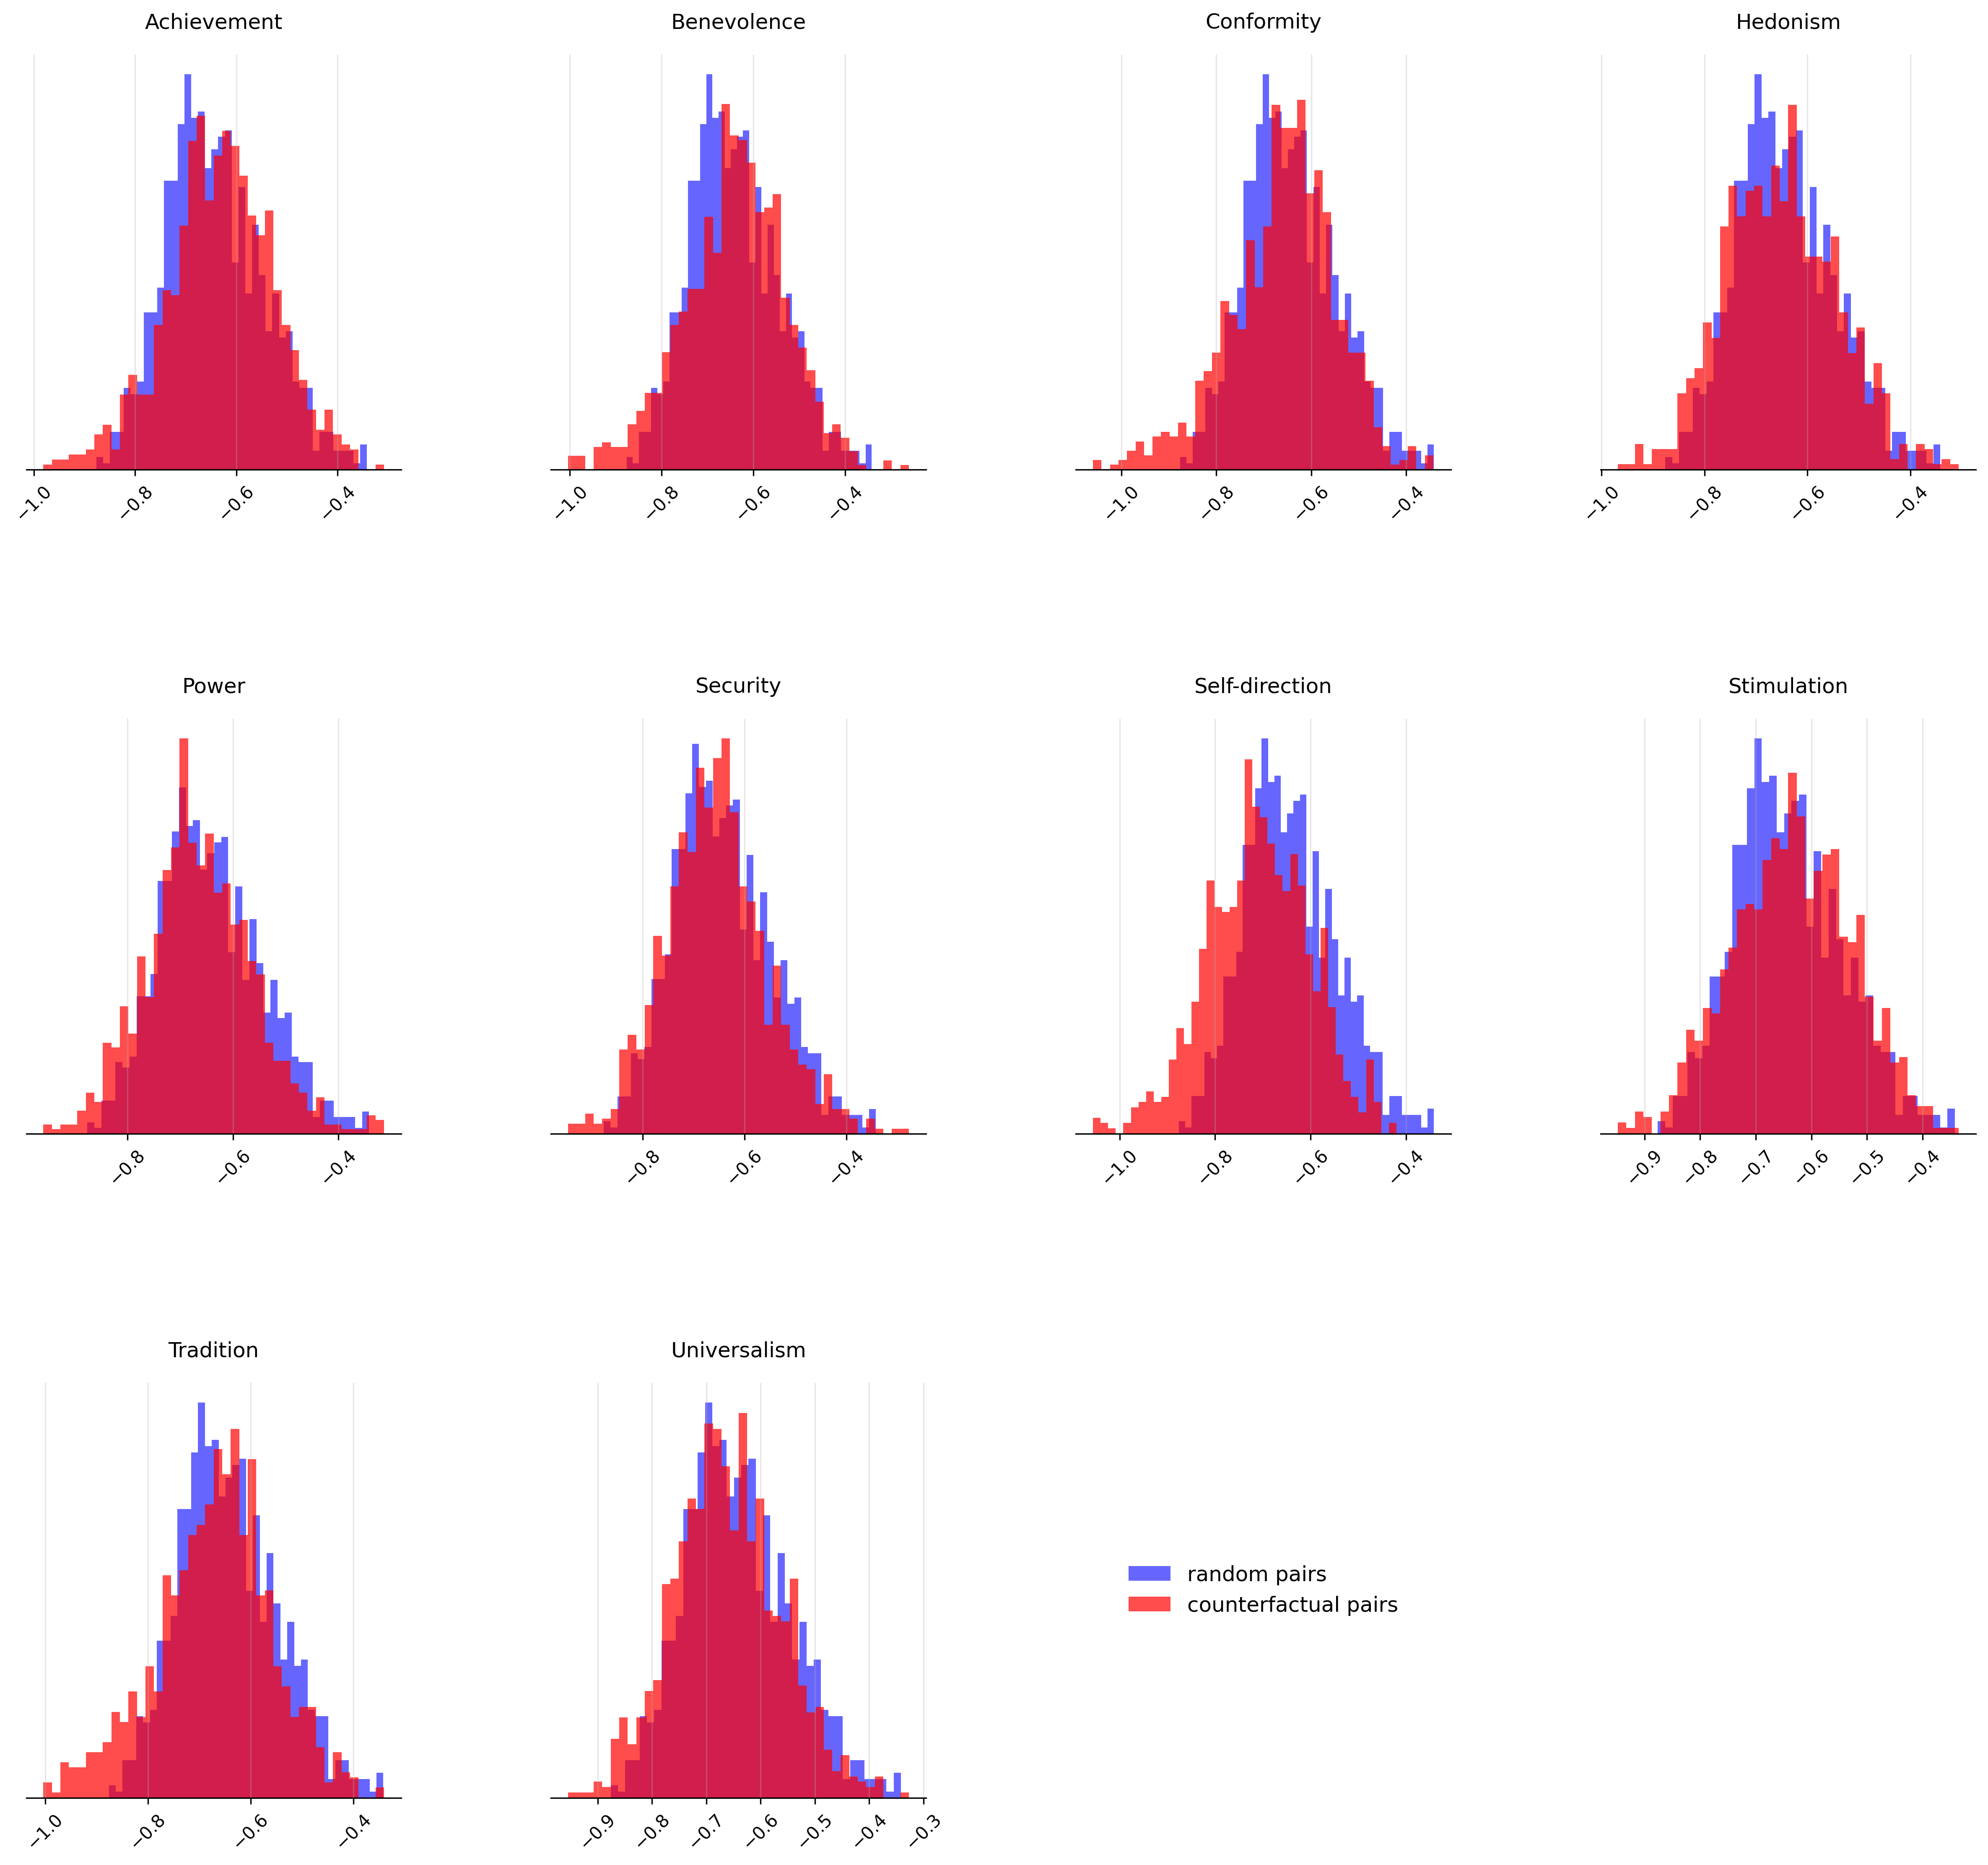 Achievement Benevolence Conformity Hedonism
−1.0 −0.8 −0.6 −0.4 −1.0 −0.8 −0.6 −0.4 −1.0 −0.8 −0.6 −0.4 −1.0 −0.8 −0.6 −0.4
Power Security Self-direction Stimulation
−0.8 −0.6 −0.4 −0.8 −0.6 −0.4 −1.0 −0.8 −0.6 −0.4 −0.9 −0.8 −0.7 −0.6 −0.5 −0.4
Tradition Universalism
random pairs
counterfactual pairs
−1.0 −0.8 −0.6 −0.4 −0.9 −0.8 −0.7 −0.6 −0.5 −0.4 −0.3